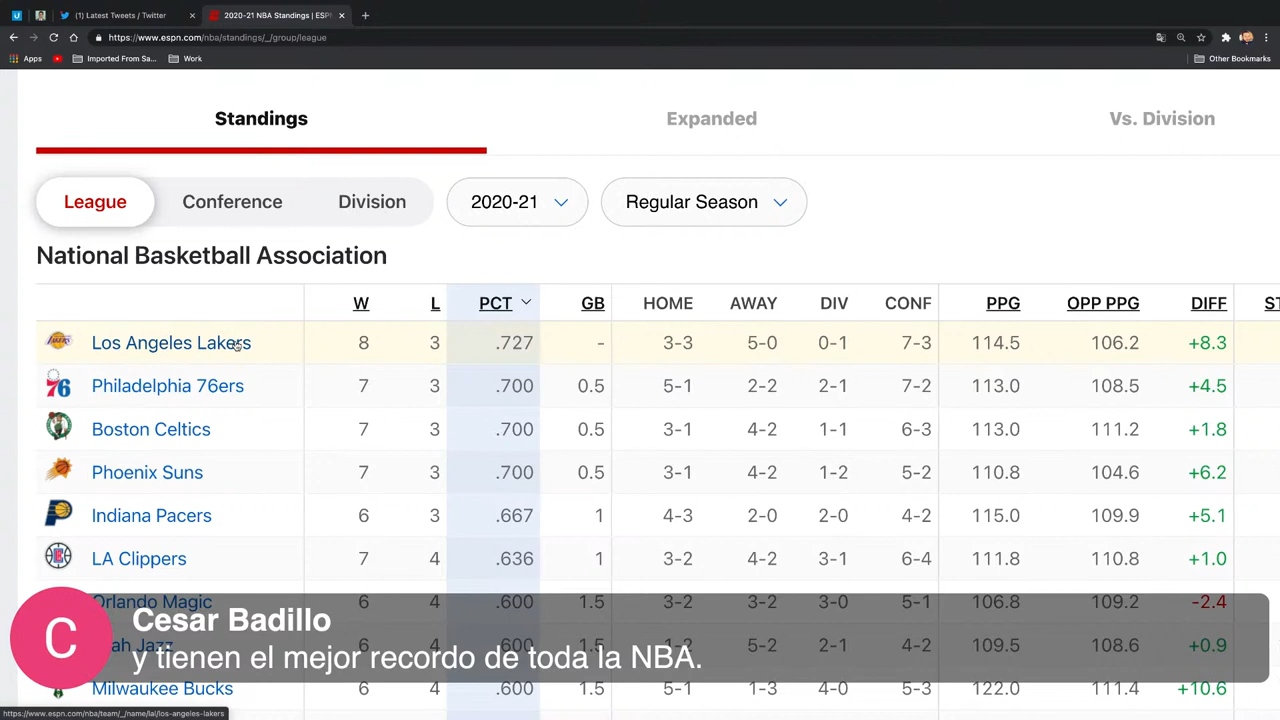 (1) Latest Tweets / Twitter
2020-21 NBA Standings | ESP
https://www.espn.com/nba/standings/_/group/league
Apps Imported From Sa... Work Other Bookmarks
Standings Expanded Vs. Division
League Conference Division 2020-21 Regular Season
National Basketball Association
W L PCT GB HOME AWAY DIV CONF PPG OPP PPG DIFF ST
Los Angeles Lakers 8 3 .727 - 3-3 5-0 0-1 7-3 114.5 106.2 +8.3
76 Philadelphia 76ers 7 3 .700 0.5 5-1 2-2 2-1 7-2 113.0 108.5 +4.5
Boston Celtics 7 3 .700 0.5 3-1 4-2 1-1 6-3 113.0 111.2 +1.8
Phoenix Suns 7 3 .700 0.5 3-1 4-2 1-2 5-2 110.8 104.6 +6.2
Indiana Pacers 6 3 .667 1 4-3 2-0 2-0 4-2 115.0 109.9 +5.1
LA Clippers 7 4 .636 1 3-2 4-2 3-1 6-4 111.8 110.8 +1.0
Orlando Magic 6 4 .600 1.5 3-2 3-2 3-0 5-1 106.8 109.2 -2.4
Jazz 6 4 .600 1.5 5-2 2-1 2-2 109.5 108.6 +0.9
Milwaukee Bucks 6 4 .600 1.5 5-1 1-3 4-0 5-3 122.0 111.4 +10.6
C
Cesar Badillo
y tienen el mejor recordo de toda la NBA.
https://www.espn.com/nba/team/_/name/lal/los-angeles-lakers